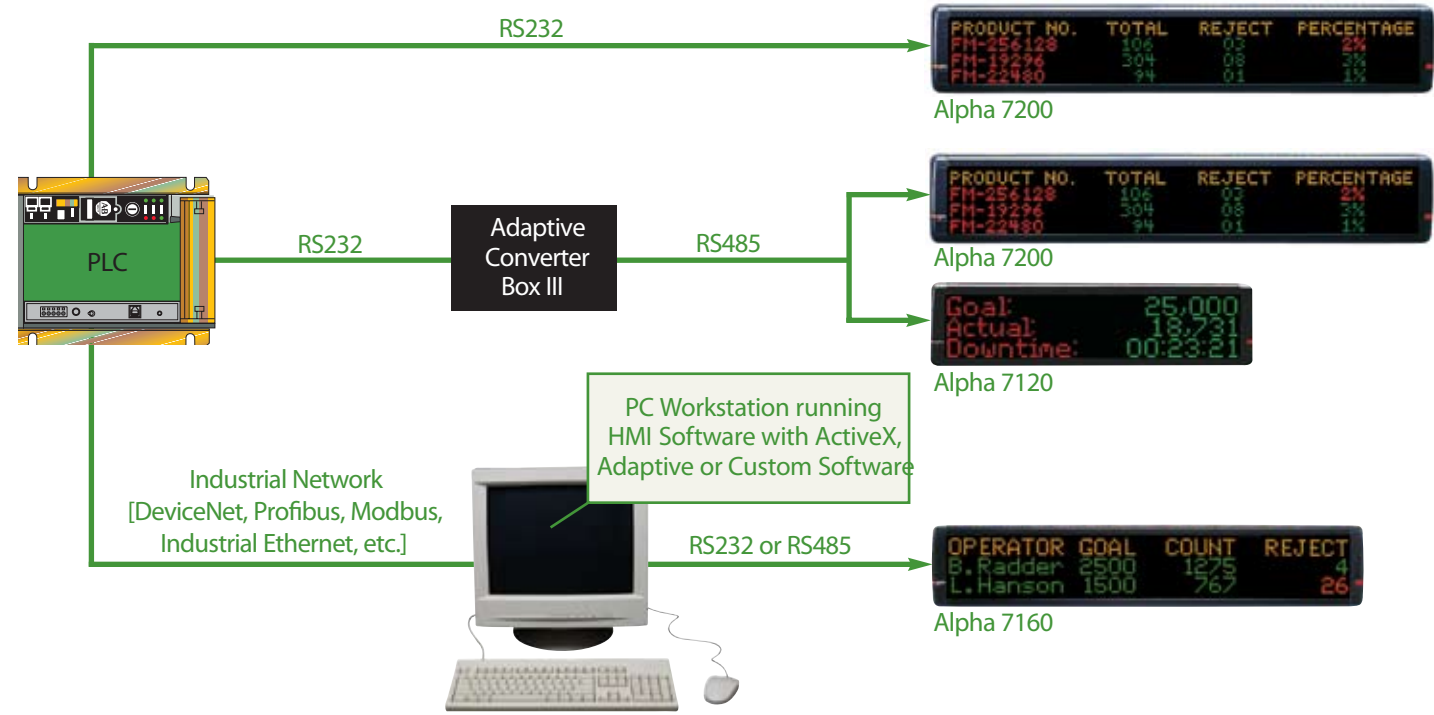 RS232
PRODUCT NO. TOTAL REJECT PERCENTAGE
FM-256128 106 03 2%
FM-19296 304 08 3%
FM-22480 94 01 1%
Alpha 7200
PLC
AB
RS232
Adaptive
Converter
Box III
RS485
PRODUCT NO. TOTAL REJECT PERCENTAGE
FM-256128 106 03 2%
FM-19296 304 08 3%
FM-22480 94 01 1%
Alpha 7200
Goal: 25,000
Actual: 18,731
Downtime: 00:23:21
Alpha 7120
PC Workstation running
HMI Software with ActiveX,
Adaptive or Custom Software
Industrial Network
[DeviceNet, Profibus, Modbus,
Industrial Ethernet, etc.]
RS232 or RS485
OPERATOR GOAL COUNT REJECT
B.Radder 2500 1275 4
L.Hanson 1500 767 26
Alpha 7160